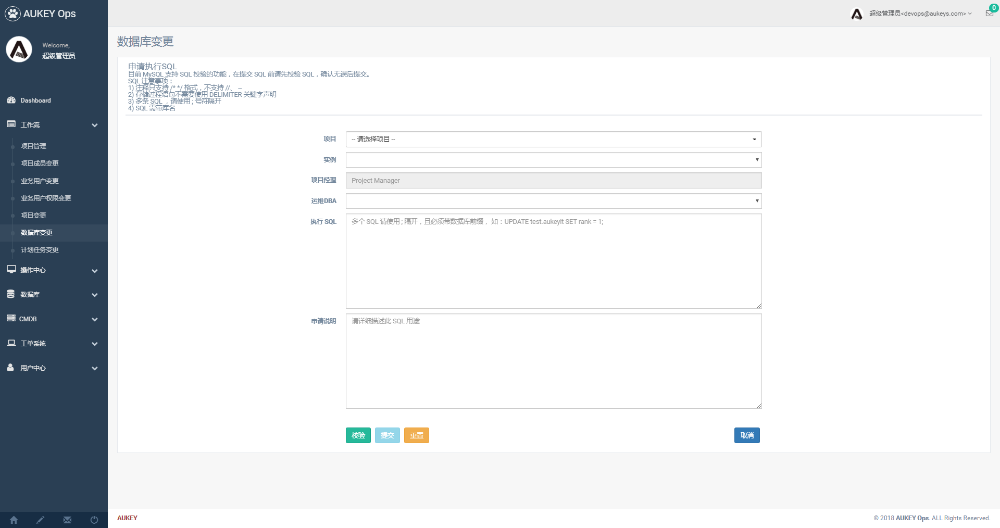 AUKEY Ops
Welcome,
超级管理员
Dashboard
工作流
项目管理
项目成员变更
业务用户变更
业务用户权限变更
项目变更
数据库变更
计划任务变更
操作中心
数据库
CMDB
工单系统
用户中心
超级管理员<devops@aukeys.com>
0
数据库变更
申请执行SQL
目前 MySQL 支持 SQL 校验的功能，在提交 SQL 前请先校验 SQL，确认无误后提交。
SQL 注意事项：
1) 注释只支持 /* */ 格式，不支持 //、 --
2) 存储过程语句不需要使用 DELIMITER 关键字声明
3) 多条 SQL ，请使用 ; 号符隔开
4) SQL 需带库名
项目
-- 请选择项目 --
实例
项目经理
Project Manager
运维DBA
执行 SQL
多个 SQL 请使用 ; 隔开，且必须带数据库前缀， 如：UPDATE test.aukeyit SET rank = 1;
申请说明
请详细描述此 SQL 用途
校验
提交
重置
取消
AUKEY
© 2018 AUKEY Ops. ALL Rights Reserved.